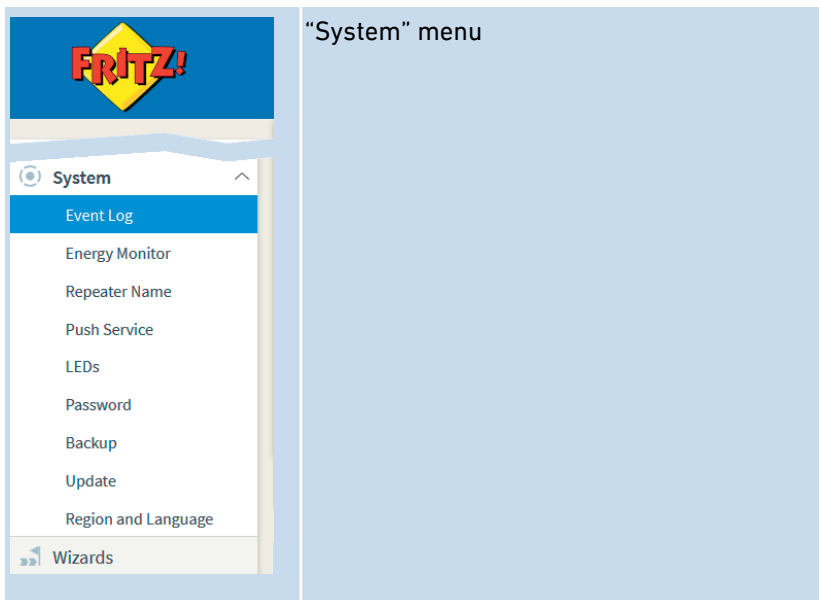 FRITZ!
“System” menu
System
Event Log
Energy Monitor
Repeater Name
Push Service
LEDs
Password
Backup
Update
Region and Language
Wizards